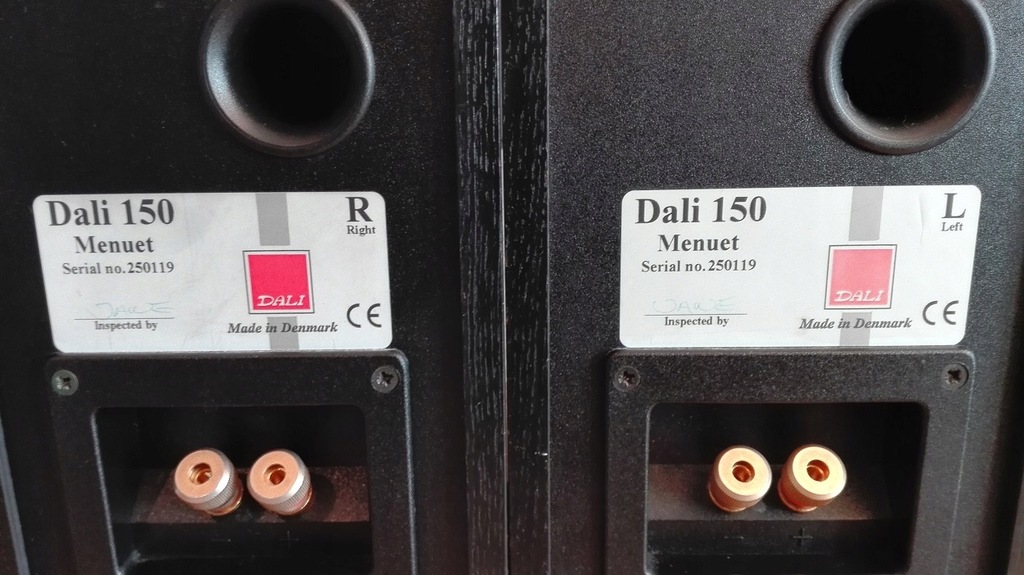 Dali 150
Menuet
Serial no.250119
R
Right
DALI
Inspected by
Made in Denmark
CE
- +
Dali 150
Menuet
Serial no.250119
L
Left
DALI
Inspected by
Made in Denmark
CE
- +